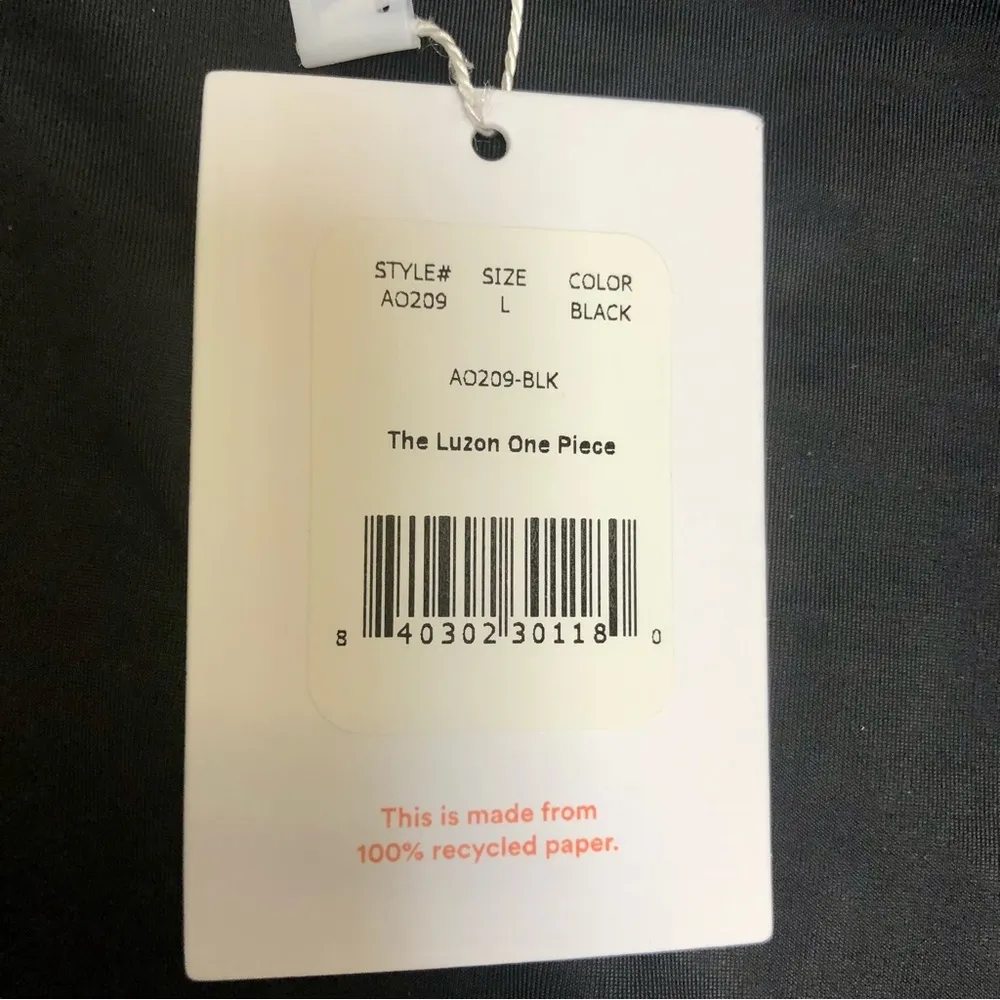 STYLE# SIZE COLOR
AO209 L BLACK
AO209-BLK
The Luzon One Piece
8 40302 30118 0
This is made from
100% recycled paper.